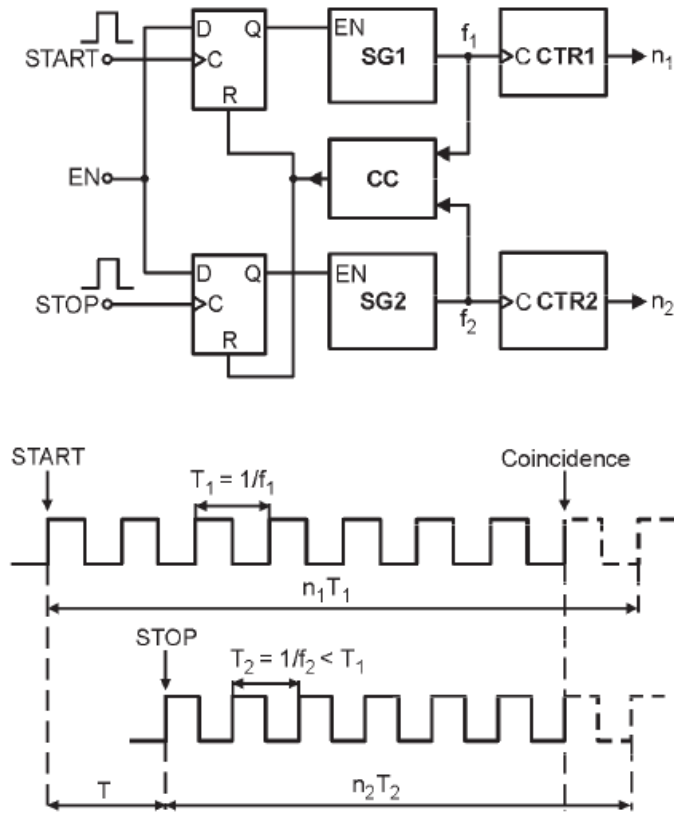 D Q EN f₁
START C SG1 C CTR1 n₁
R
EN CC
D Q EN
STOP C SG2 C CTR2 n₂
R f₂
START Coincidence
T₁ = 1/f₁
n₁T₁
STOP
T₂ = 1/f₂ < T₁
T n₂T₂